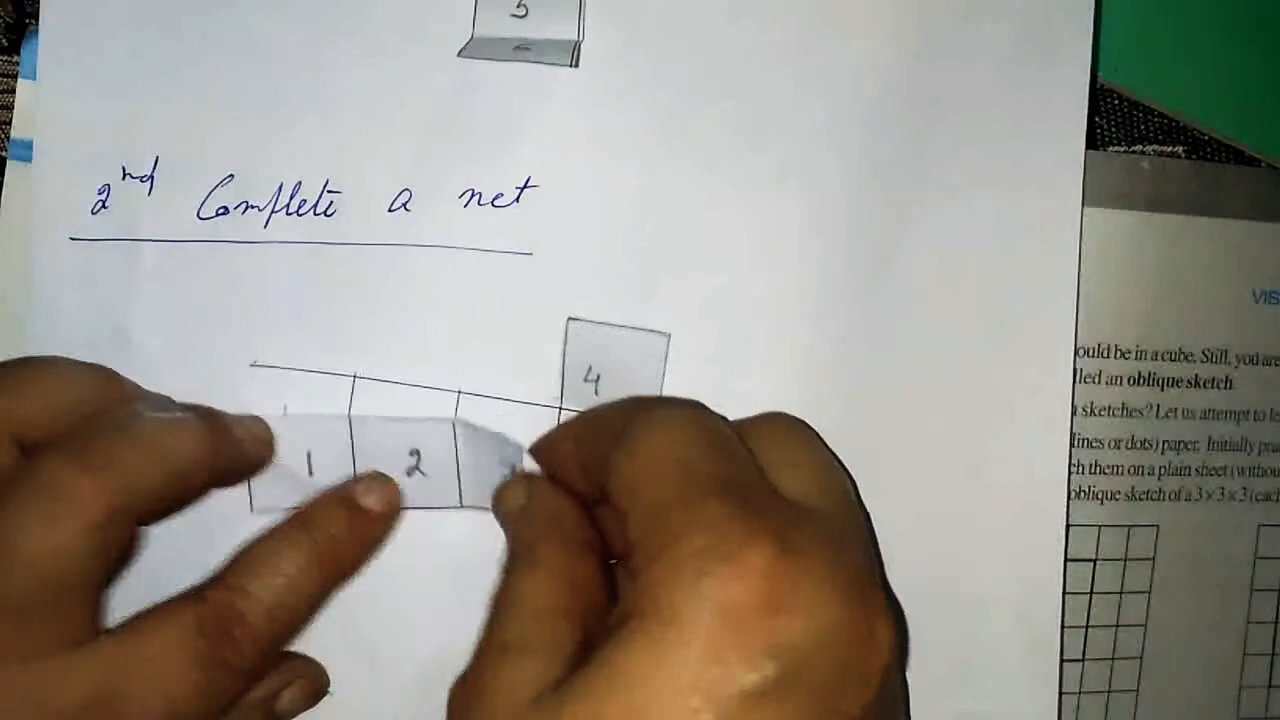 5
2nd Complete a net
4
1 2
VIS
ould be in a cube. Still, you are
lled an oblique sketch
sketches? Let us attempt to
lines or dots) paper. Initially
ch them on a plain sheet (withou
oblique sketch of a 3 × 3 × 3 (eac